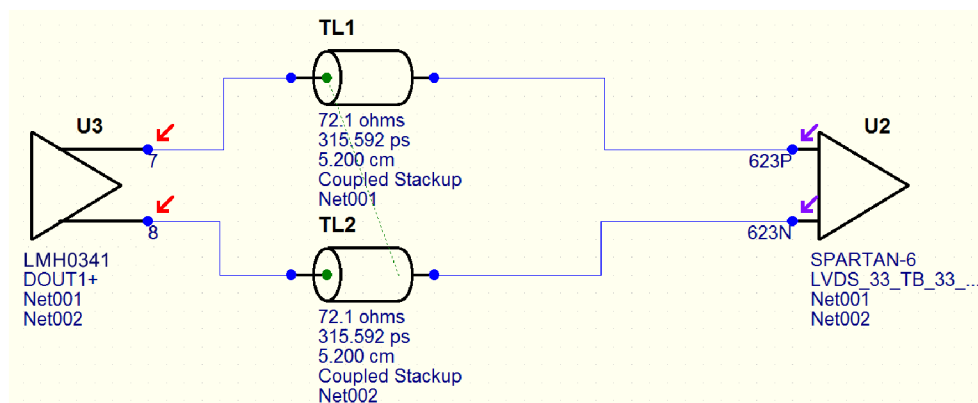 TL1
72.1 ohms
315.592 ps
5.200 cm
Coupled Stackup
Net001
U3
7
8
LMH0341
DOUT1+
Net001
Net002
TL2
72.1 ohms
315.592 ps
5.200 cm
Coupled Stackup
Net002
U2
623P
623N
SPARTAN-6
LVDS_33_TB_33_...
Net001
Net002